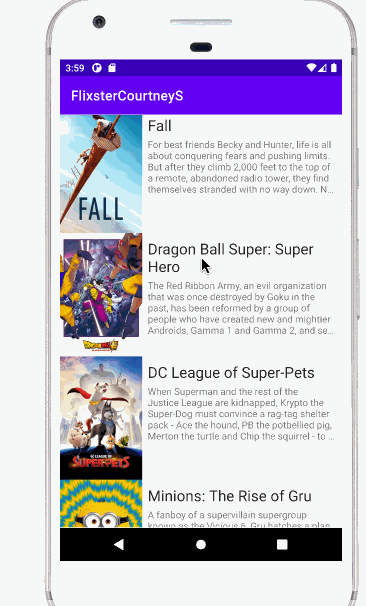 3:59
FlixsterCourtneyS
FALL
Fall
For best friends Becky and Hunter, life is all
about conquering fears and pushing limits.
But after they climb 2,000 feet to the top of
a remote, abandoned radio tower, they find
themselves stranded with no way down. N...
Dragon Ball Super: Super
Hero
The Red Ribbon Army, an evil organization
that was once destroyed by Goku in the
past, has been reformed by a group of
people who have created new and mightier
Androids, Gamma 1 and Gamma 2, and se...
DC LEAGUE OF
SUPER-PETS
DC League of Super-Pets
When Superman and the rest of the
Justice League are kidnapped, Krypto the
Super-Dog must convince a rag-tag shelter
pack - Ace the hound, PB the potbellied pig,
Merton the turtle and Chip the squirrel - to ...
Minions: The Rise of Gru
A fanboy of a supervillain supergroup
known as the Vicious 6, Gru hatches a plan